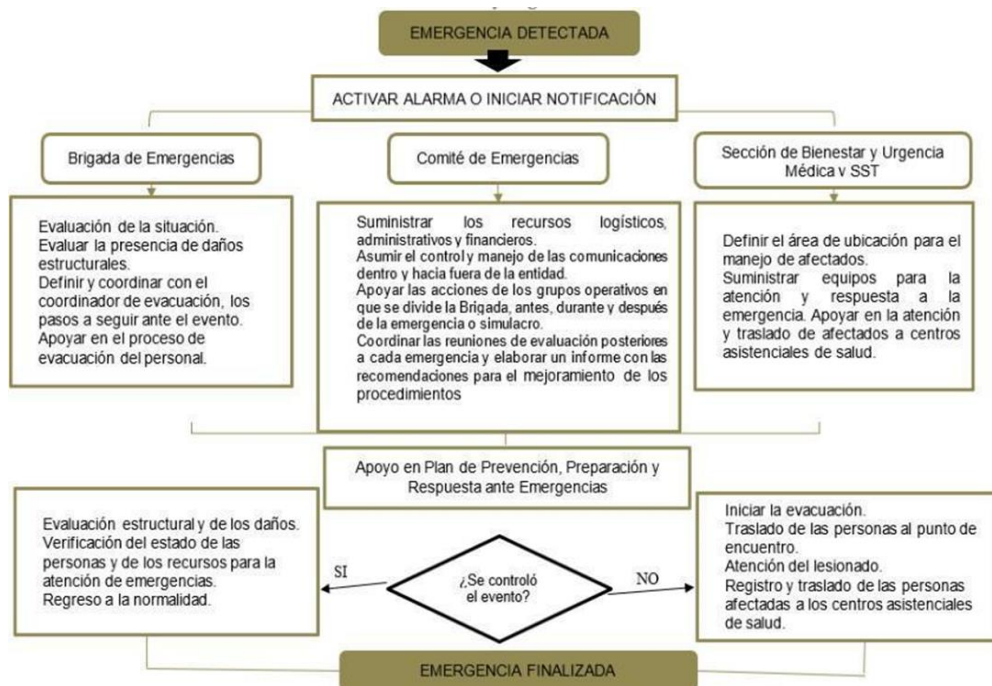 EMERGENCIA DETECTADA
ACTIVAR ALARMA O INICIAR NOTIFICACIÓN
Brigada de Emergencias
Comité de Emergencias
Sección de Bienestar y Urgencia
Médica y SST
Evaluación de la situación.
Evaluar la presencia de daños
estructurales.
Definir y coordinar con el
coordinador de evacuación, los
pasos a seguir ante el evento.
Apoyar en el proceso de
evacuación del personal.
Suministrar los recursos logísticos,
administrativos y financieros.
Asumir el control y manejo de las comunicaciones
dentro y hacia fuera de la entidad.
Apoyar las acciones de los grupos operativos en
que se divide la Brigada, antes, durante y después
de la emergencia o simulacro.
Coordinar las reuniones de evaluación posteriores
a cada emergencia y elaborar un informe con las
recomendaciones para el mejoramiento de los
procedimientos
Definir el área de ubicación para el
manejo de afectados.
Suministrar equipos para la
atención y respuesta a la
emergencia. Apoyar en la atención
y traslado de afectados a centros
asistenciales de salud.
Apoyo en Plan de Prevención, Preparación y
Respuesta ante Emergencias
Evaluación estructural y de los daños.
Verificación del estado de las
personas y de los recursos para la
atención de emergencias.
Regreso a la normalidad.
SI
¿Se controló
el evento?
NO
Iniciar la evacuación.
Traslado de las personas al punto de
encuentro.
Atención del lesionado.
Registro y traslado de las personas
afectadas a los centros asistenciales
de salud.
EMERGENCIA FINALIZADA